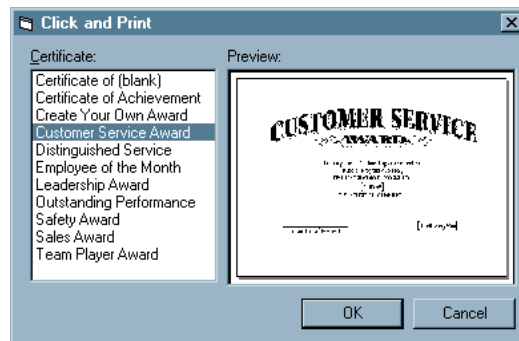 Click and Print
Certificate:
Certificate of (blank)
Certificate of Achievement
Create Your Own Award
Customer Service Award
Distinguished Service
Employee of the Month
Leadership Award
Outstanding Performance
Safety Award
Sales Award
Team Player Award
Preview:
CUSTOMER SERVICE
AWARD
OK
Cancel